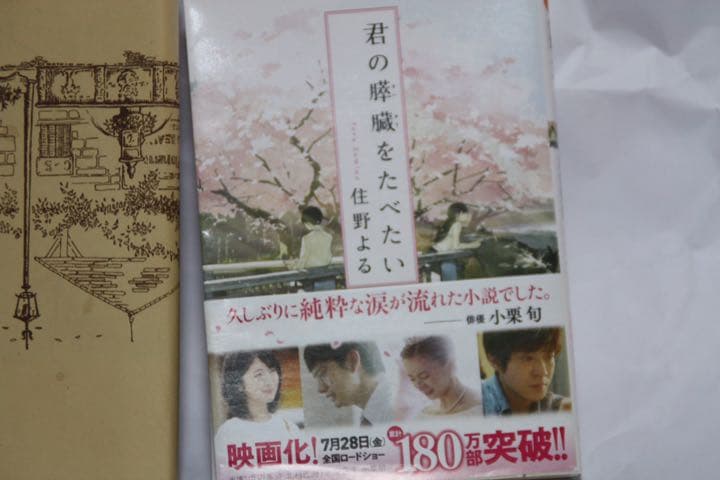 君の膵臓をたべたい
住野よる
久しぶりに純粋な涙が流れた小説でした。
俳優 小栗 旬
映画化! 7月28日(金) 全国ロードショー
累計180万部突破!!